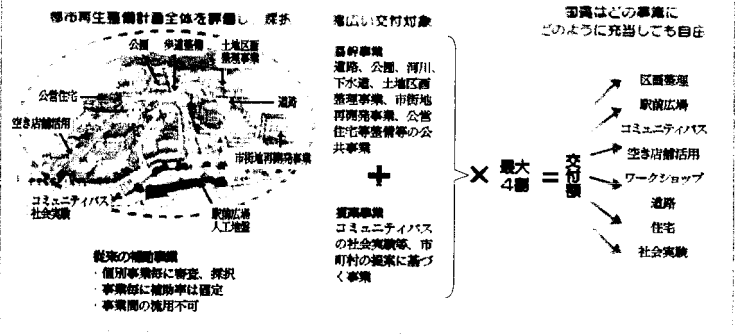 都市再生整備計画全体を評価し、採択
公園 歩道整備 土地区画
整理事業
公営住宅
道路
空き店舗活用
市街地再開発事業
コミュニティバス
社会実験
駅前広場
人工地盤
従来の補助事業
・個別事業毎に審査、採択
・事業毎に補助率は固定
・事業間の流用不可
幅広い交付対象
基幹事業
道路、公園、河川、
下水道、土地区画
整理事業、市街地
再開発事業、公営
住宅等整備等の公
共事業
＋
提案事業
コミュニティバス
の社会実験等、市
町村の提案に基づ
く事業
× 最大
4割
＝ 交付額
国費はどの事業に
どのように充当しても自由
区画整理
駅前広場
コミュニティバス
空き店舗活用
ワークショップ
道路
住宅
社会実験